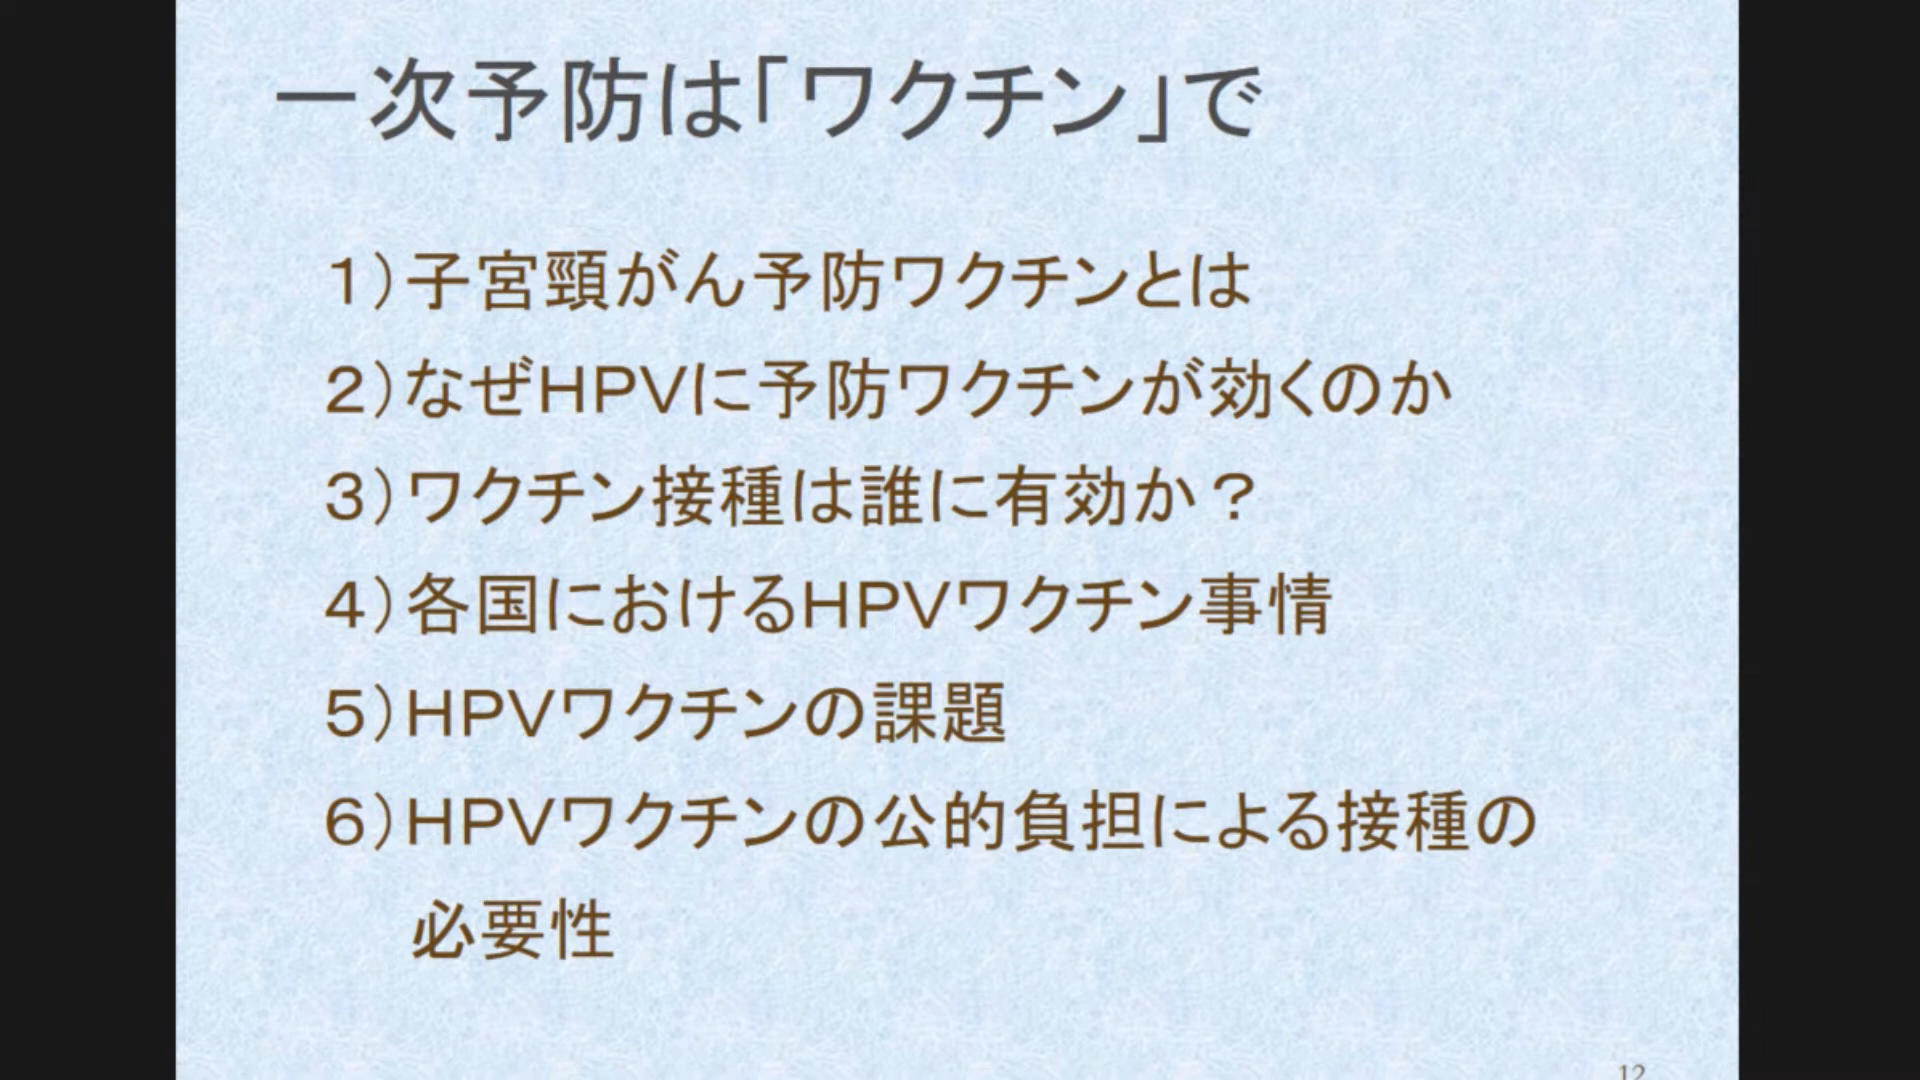 一次予防は「ワクチン」で
１）子宮頸がん予防ワクチンとは
２）なぜＨＰＶに予防ワクチンが効くのか
３）ワクチン接種は誰に有効か？
４）各国におけるＨＰＶワクチン事情
５）ＨＰＶワクチンの課題
６）ＨＰＶワクチンの公的負担による接種の
必要性
12